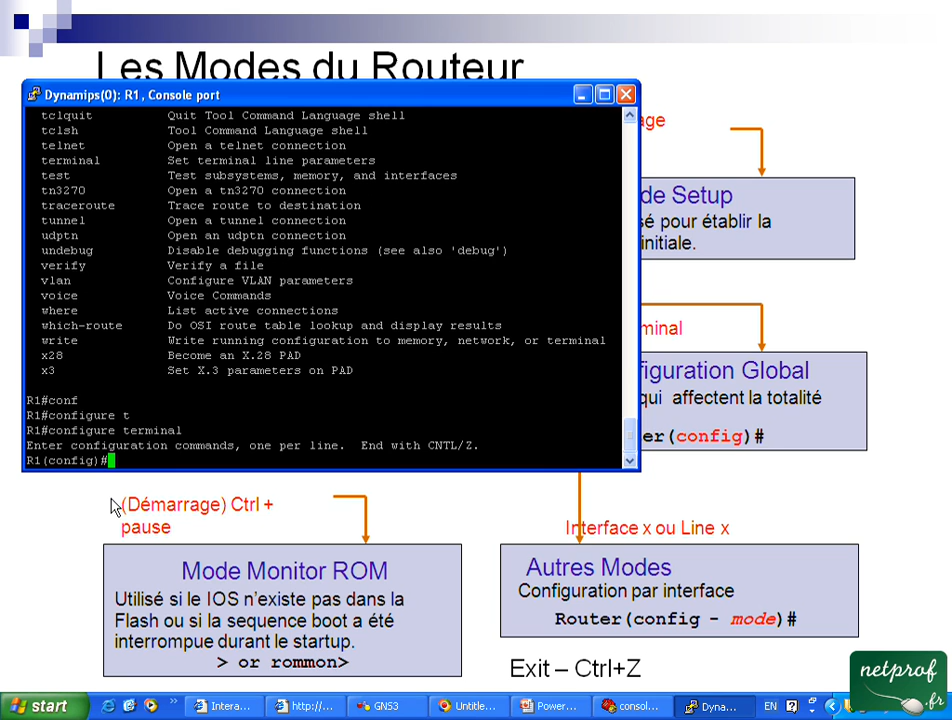 Les Modes du Routeur
Dynamips(0): R1, Console port
tclquit Quit Tool Command Language shell
tclsh Tool Command Language shell
telnet Open a telnet connection
terminal Set terminal line parameters
test Test subsystems, memory, and interfaces
tn3270 Open a tn3270 connection
traceroute Trace route to destination
tunnel Open a tunnel connection
udptn Open an udptn connection
undebug Disable debugging functions (see also 'debug')
verify Verify a file
vlan Configure VLAN parameters
voice Voice Commands
where List active connections
which-route Do OSI route table lookup and display results
write Write running configuration to memory, network, or terminal
x28 Become an X.28 PAD
x3 Set X.3 parameters on PAD
R1#conf
R1#configure t
R1#configure terminal
Enter configuration commands, one per line. End with CNTL/Z.
R1(config)#
age
de Setup
sé pour établir la
initiale.
minal
figuration Global
qui affectent la totalité
er(config)#
(Démarrage) Ctrl +
pause
Mode Monitor ROM
Utilisé si le IOS n'existe pas dans la
Flash ou si la sequence boot a été
interrompue durant le startup.
> or rommon>
Interface x ou Line x
Autres Modes
Configuration par interface
Router(config - mode)#
Exit – Ctrl+Z
netprof
.fr
start
»
Intera...
http://...
GNS3
Untitle...
Power...
consol...
Dyna...
EN